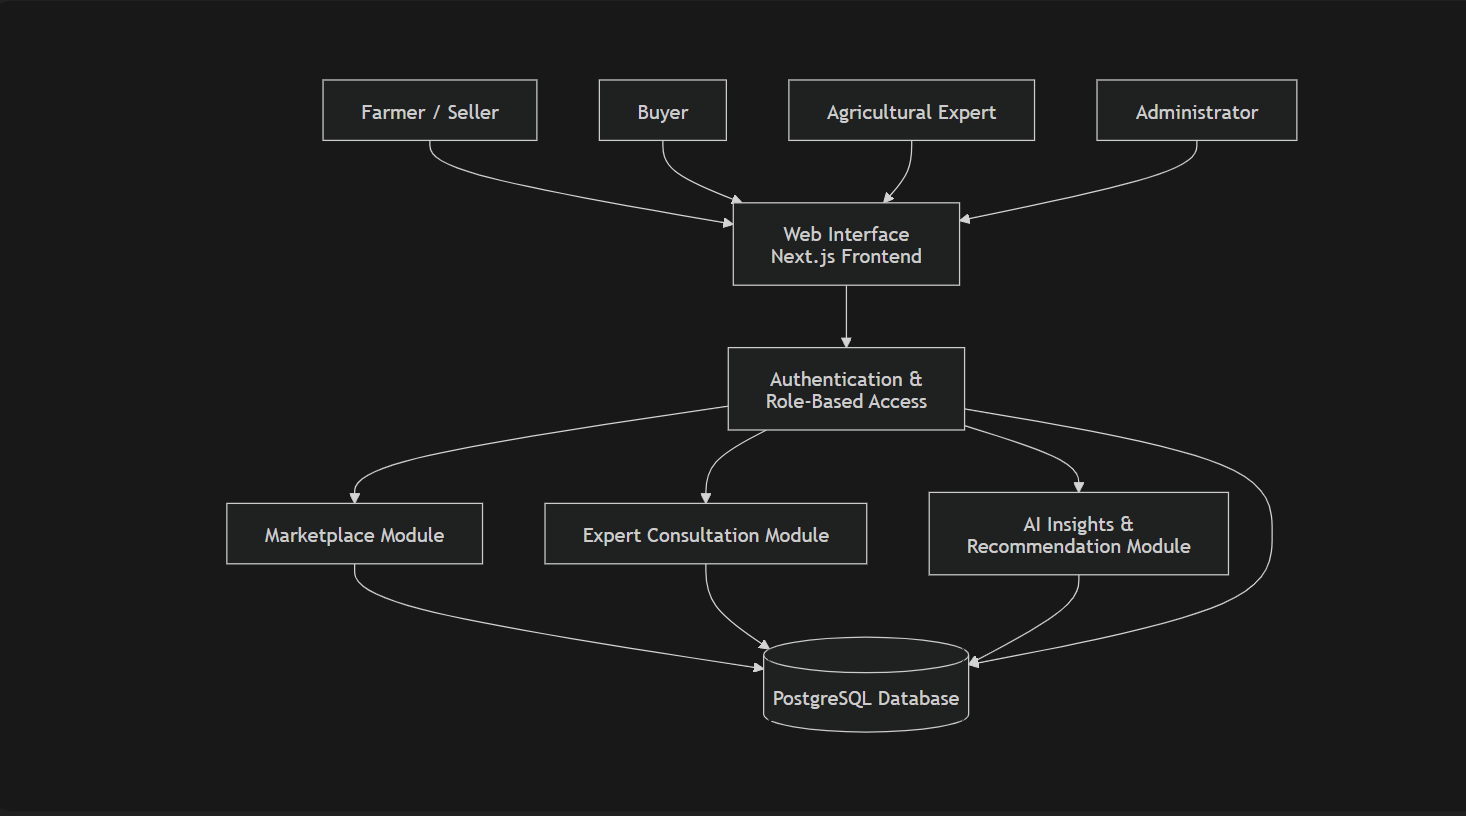 Farmer / Seller
Buyer
Agricultural Expert
Administrator
Web Interface
Next.js Frontend
Authentication &
Role-Based Access
Marketplace Module
Expert Consultation Module
AI Insights &
Recommendation Module
PostgreSQL Database